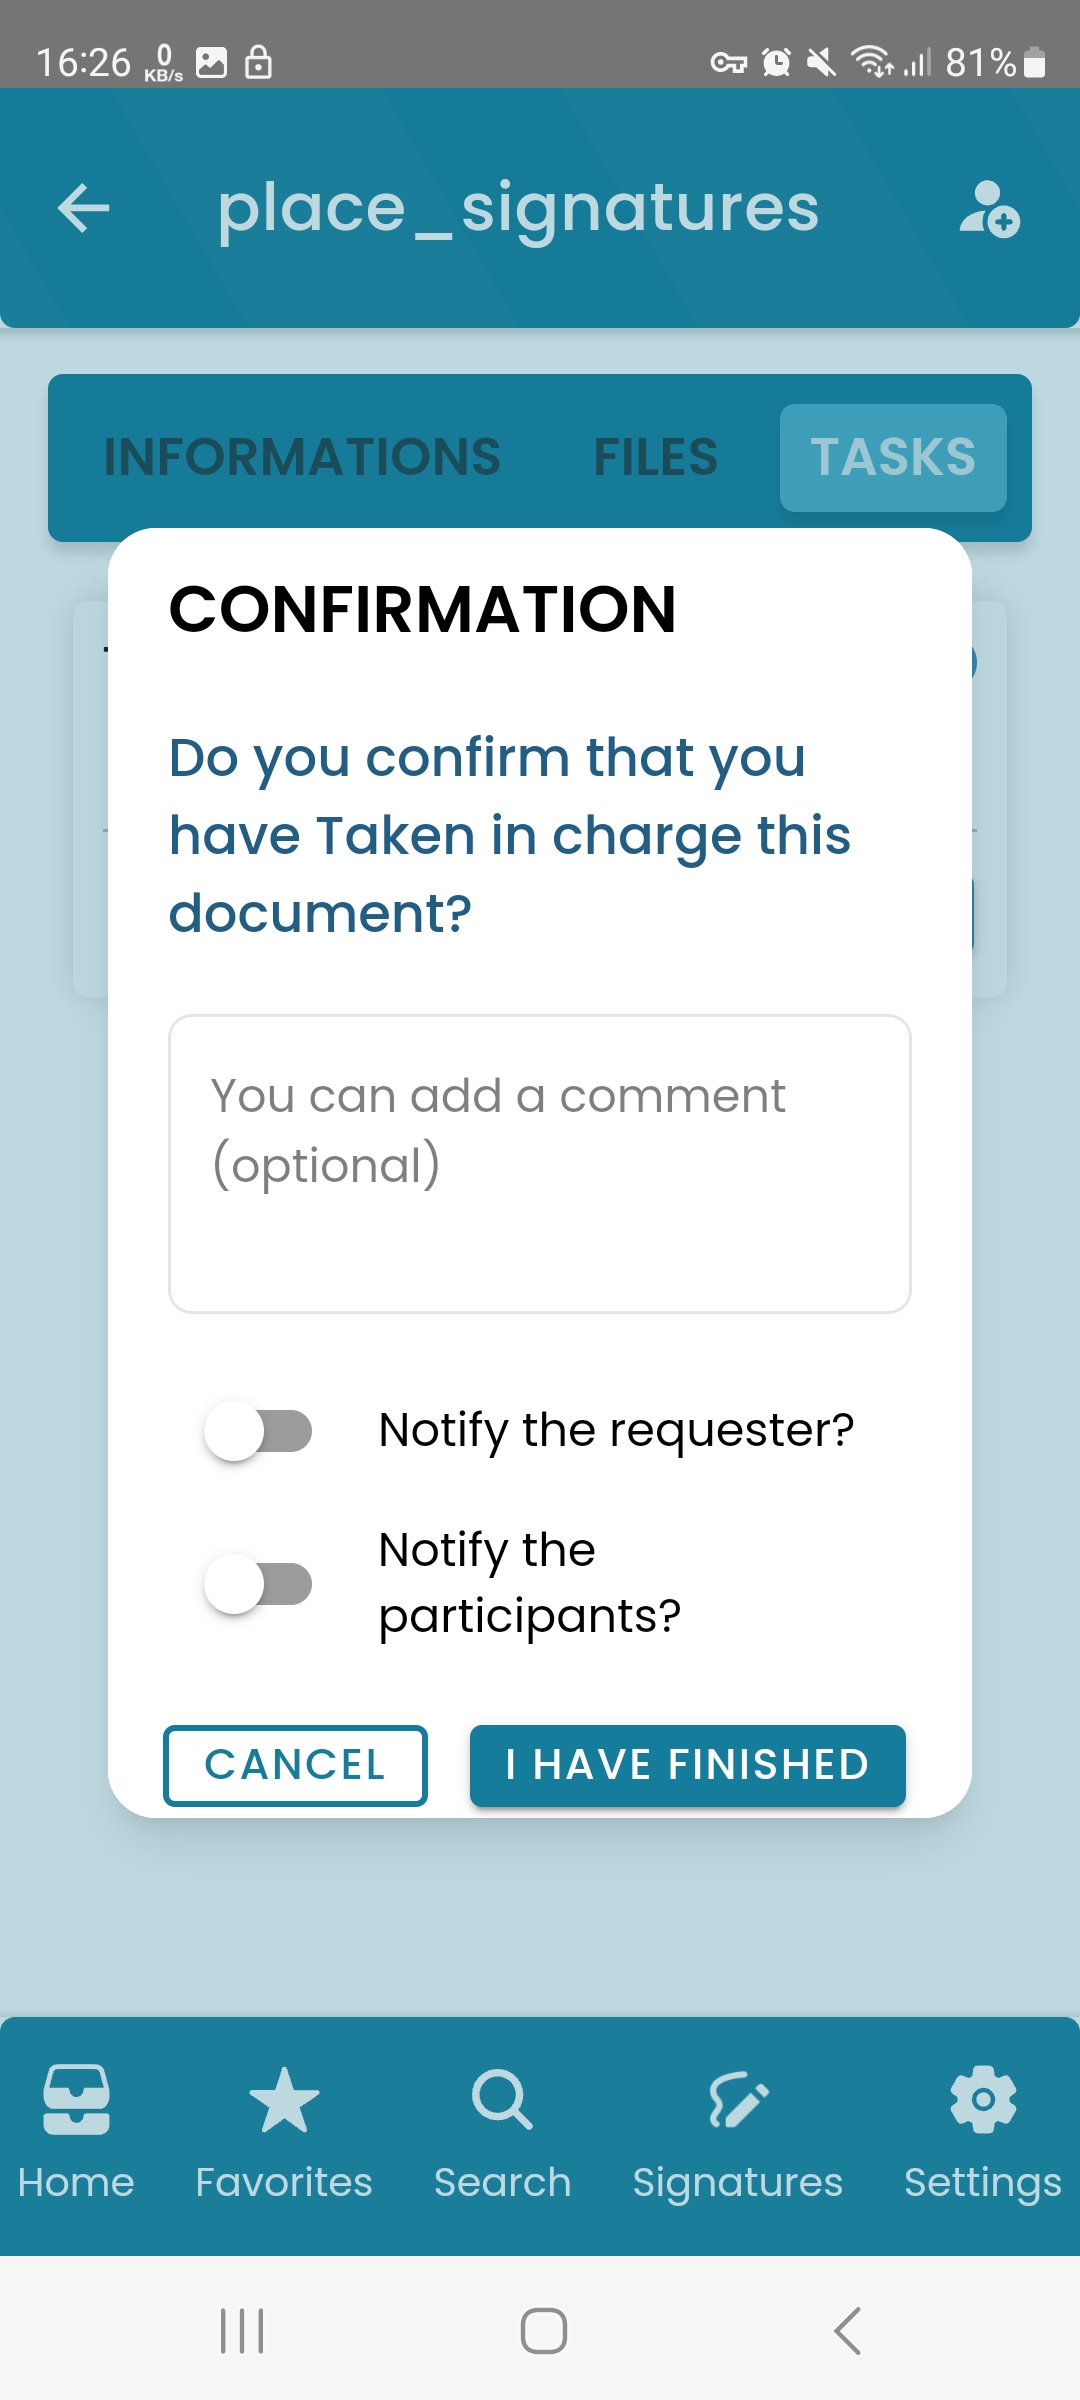 16:26 0 KB/s 81%
place_signatures
INFORMATIONS FILES TASKS
CONFIRMATION
Do you confirm that you
have Taken in charge this
document?
You can add a comment
(optional)
Notify the requester?
Notify the
participants?
CANCEL I HAVE FINISHED
Home Favorites Search Signatures Settings